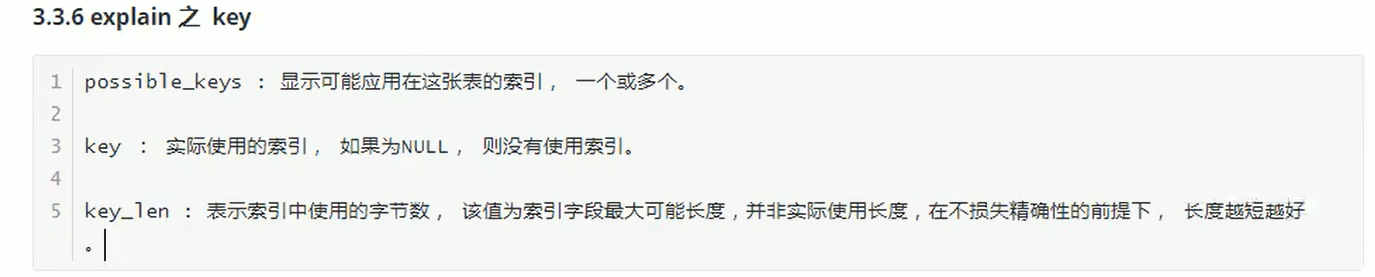 3.3.6 explain 之 key
1 possible_keys : 显示可能应用在这张表的索引， 一个或多个。
2
3 key ： 实际使用的索引， 如果为NULL， 则没有使用索引。
4
5 key_len : 表示索引中使用的字节数， 该值为索引字段最大可能长度，并非实际使用长度，在不损失精确性的前提下， 长度越短越好
。